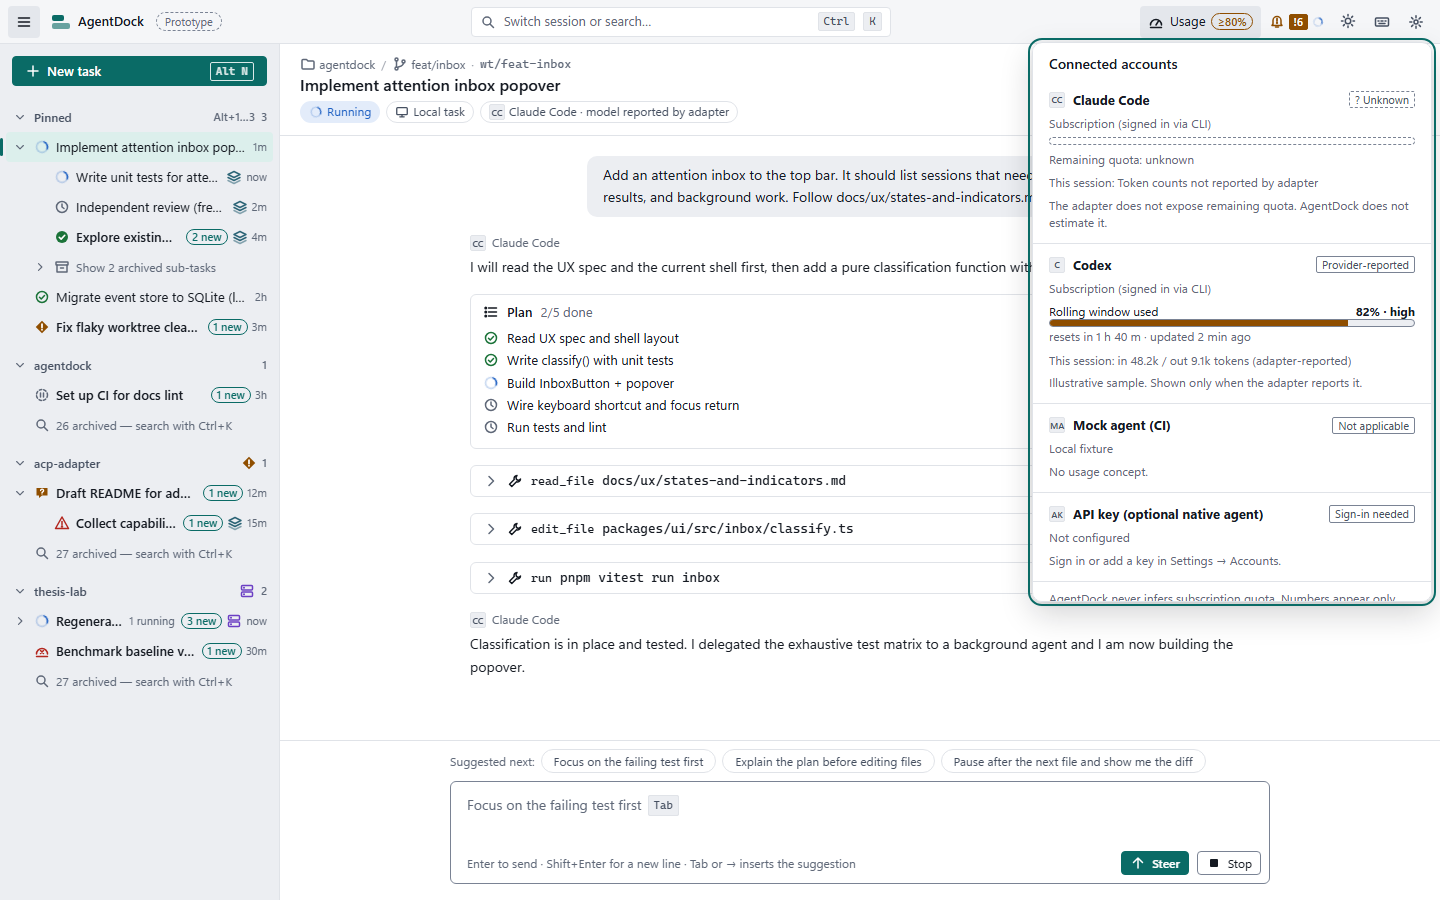 AgentDock
Prototype
Switch session or search...
Ctrl
K
Usage
≥80%
!6
New task
Alt N
Pinned
Alt+1...3
3
Implement attention inbox pop...
1m
Write unit tests for atte...
now
Independent review (fre...
2m
Explore existin...
2 new
4m
Show 2 archived sub-tasks
Migrate event store to SQLite (l...
2h
Fix flaky worktree clea...
1 new
3m
agentdock
1
Set up CI for docs lint
1 new
3h
26 archived — search with Ctrl+K
acp-adapter
1
Draft README for ad...
1 new
12m
Collect capabili...
1 new
15m
27 archived — search with Ctrl+K
thesis-lab
2
Regenera...
1 running
3 new
now
Benchmark baseline v...
1 new
30m
27 archived — search with Ctrl+K
agentdock / feat/inbox · wt/feat-inbox
Implement attention inbox popover
Running
Local task
CC Claude Code · model reported by adapter
Add an attention inbox to the top bar. It should list sessions that need
results, and background work. Follow docs/ux/states-and-indicators.m
CC Claude Code
I will read the UX spec and the current shell first, then add a pure classification function with
Plan 2/5 done
Read UX spec and shell layout
Write classify() with unit tests
Build InboxButton + popover
Wire keyboard shortcut and focus return
Run tests and lint
read_file docs/ux/states-and-indicators.md
edit_file packages/ui/src/inbox/classify.ts
run pnpm vitest run inbox
CC Claude Code
Classification is in place and tested. I delegated the exhaustive test matrix to a background agent and I am now building the
popover.
Suggested next:
Focus on the failing test first
Explain the plan before editing files
Pause after the next file and show me the diff
Focus on the failing test first Tab
Enter to send · Shift+Enter for a new line · Tab or → inserts the suggestion
Steer
Stop
Connected accounts
CC Claude Code
? Unknown
Subscription (signed in via CLI)
Remaining quota: unknown
This session: Token counts not reported by adapter
The adapter does not expose remaining quota. AgentDock does not
estimate it.
C Codex
Provider-reported
Subscription (signed in via CLI)
Rolling window used
82% · high
resets in 1 h 40 m · updated 2 min ago
This session: in 48.2k / out 9.1k tokens (adapter-reported)
Illustrative sample. Shown only when the adapter reports it.
MA Mock agent (CI)
Not applicable
Local fixture
No usage concept.
AK API key (optional native agent)
Sign-in needed
Not configured
Sign in or add a key in Settings → Accounts.
AgentDock never infers subscription quota. Numbers appear only